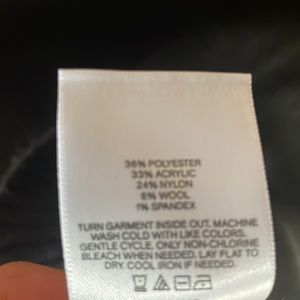 36% POLYESTER
33% ACRYLIC
24% NYLON
6% WOOL
1% SPANDEX
TURN GARMENT INSIDE OUT. MACHINE
WASH COLD WITH LIKE COLORS.
GENTLE CYCLE. ONLY NON-CHLORINE
BLEACH WHEN NEEDED. LAY FLAT TO
DRY. COOL IRON IF NEEDED.